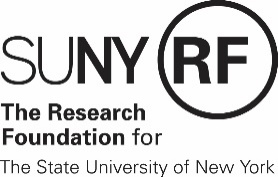 SUNY RF
The Research
Foundation for
The State University of New York